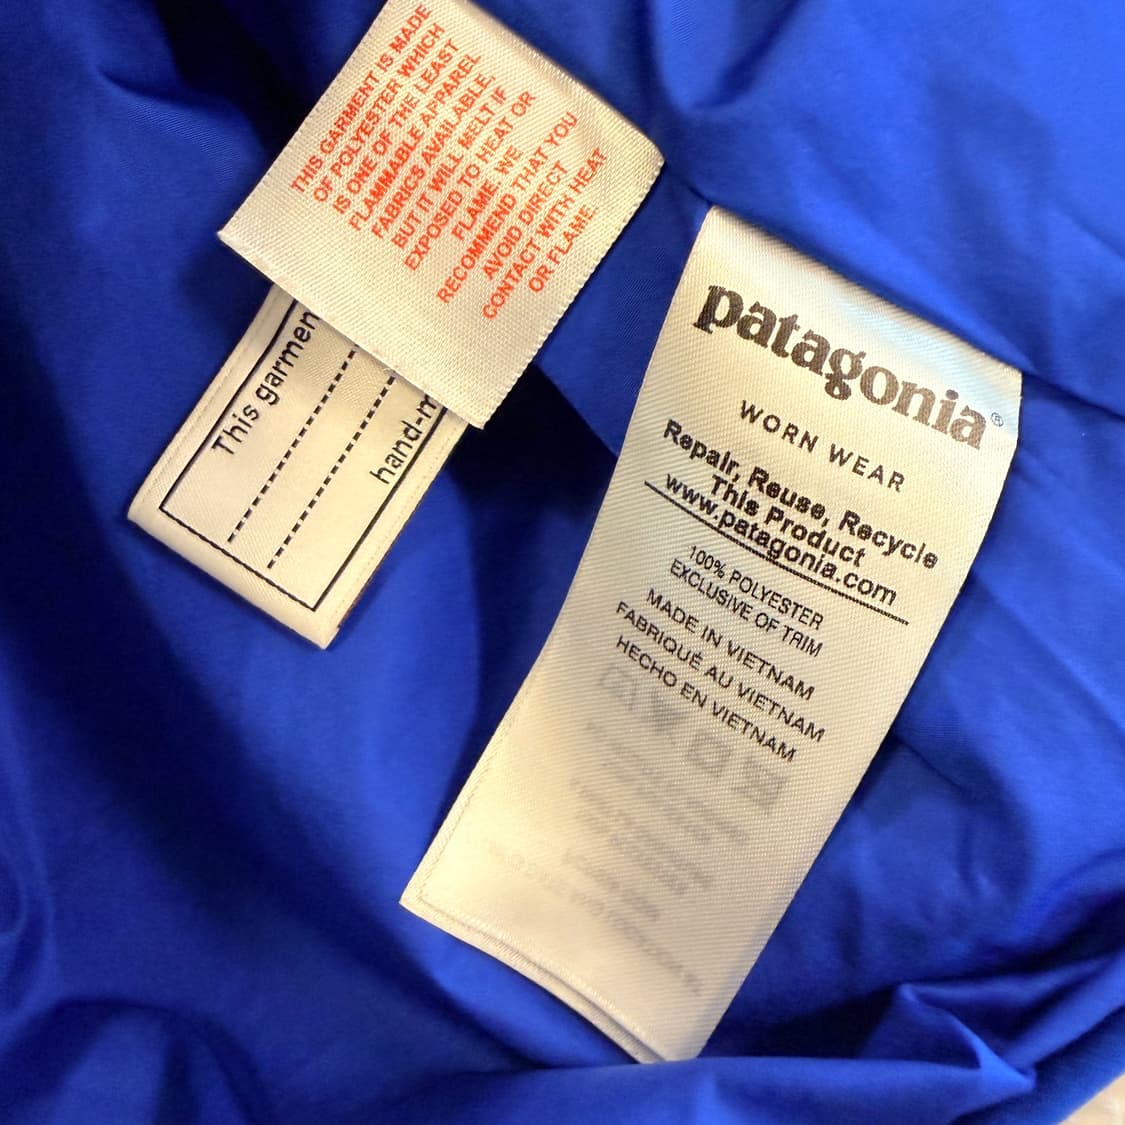 THIS GARMENT IS MADE
OF POLYESTER WHICH
IS ONE OF THE LEAST
FLAMMABLE APPAREL
FABRICS AVAILABLE,
BUT IT WILL MELT IF
EXPOSED TO HEAT OR
FLAME. WE
RECOMMEND THAT YOU
AVOID DIRECT
CONTACT WITH HEAT
OR FLAME.
This garmen
hand-m
patagonia®
WORN WEAR
Repair, Reuse, Recycle
This Product
www.patagonia.com
100% POLYESTER
EXCLUSIVE OF TRIM
MADE IN VIETNAM
FABRIQUÉ AU VIETNAM
HECHO EN VIETNAM